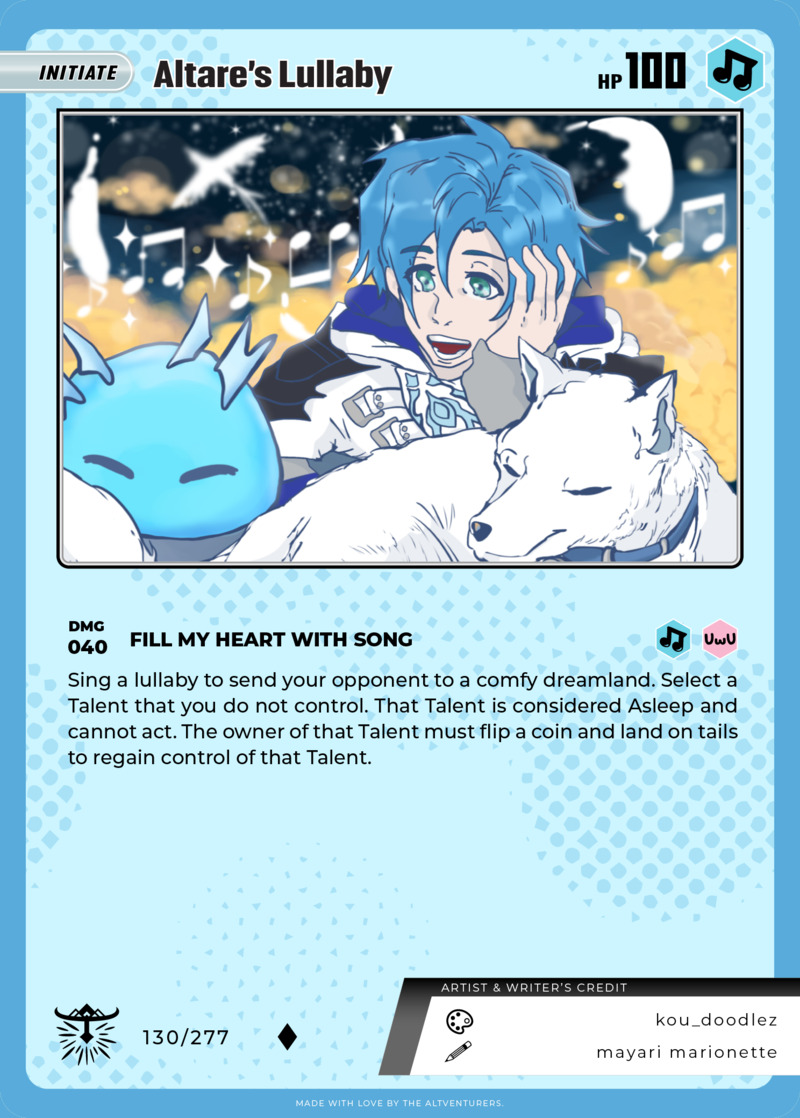 INITIATE
Altare's Lullaby
HP 100
DMG
040
FILL MY HEART WITH SONG
UwU
Sing a lullaby to send your opponent to a comfy dreamland. Select a
Talent that you do not control. That Talent is considered Asleep and
cannot act. The owner of that Talent must flip a coin and land on tails
to regain control of that Talent.
ARTIST & WRITER'S CREDIT
kou_doodlez
mayari marionette
130/277
MADE WITH LOVE BY THE ALTVENTURERS.